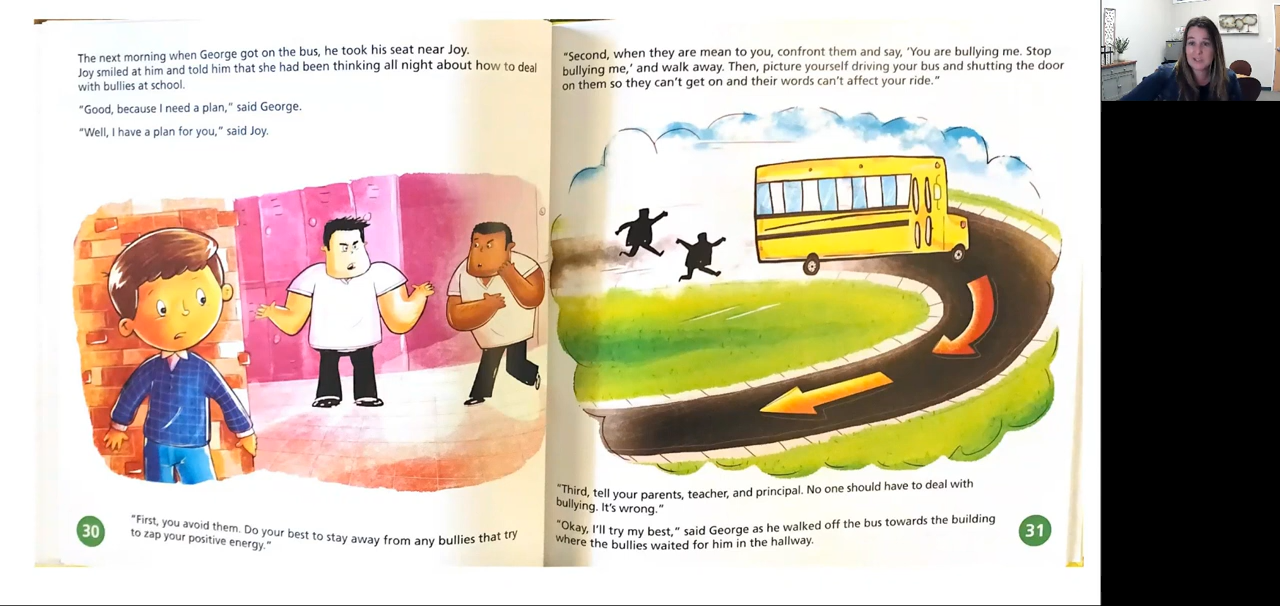 The next morning when George got on the bus, he took his seat near Joy.
Joy smiled at him and told him that she had been thinking all night about how to deal
with bullies at school.
“Good, because I need a plan,” said George.
“Well, I have a plan for you,” said Joy.
30
“First, you avoid them. Do your best to stay away from any bullies that try
to zap your positive energy.”
“Second, when they are mean to you, confront them and say, ‘You are bullying me. Stop
bullying me,’ and walk away. Then, picture yourself driving your bus and shutting the door
on them so they can’t get on and their words can’t affect your ride.”
“Third, tell your parents, teacher, and principal. No one should have to deal with
bullying. It’s wrong.”
“Okay, I’ll try my best,” said George as he walked off the bus towards the building
where the bullies waited for him in the hallway.
31